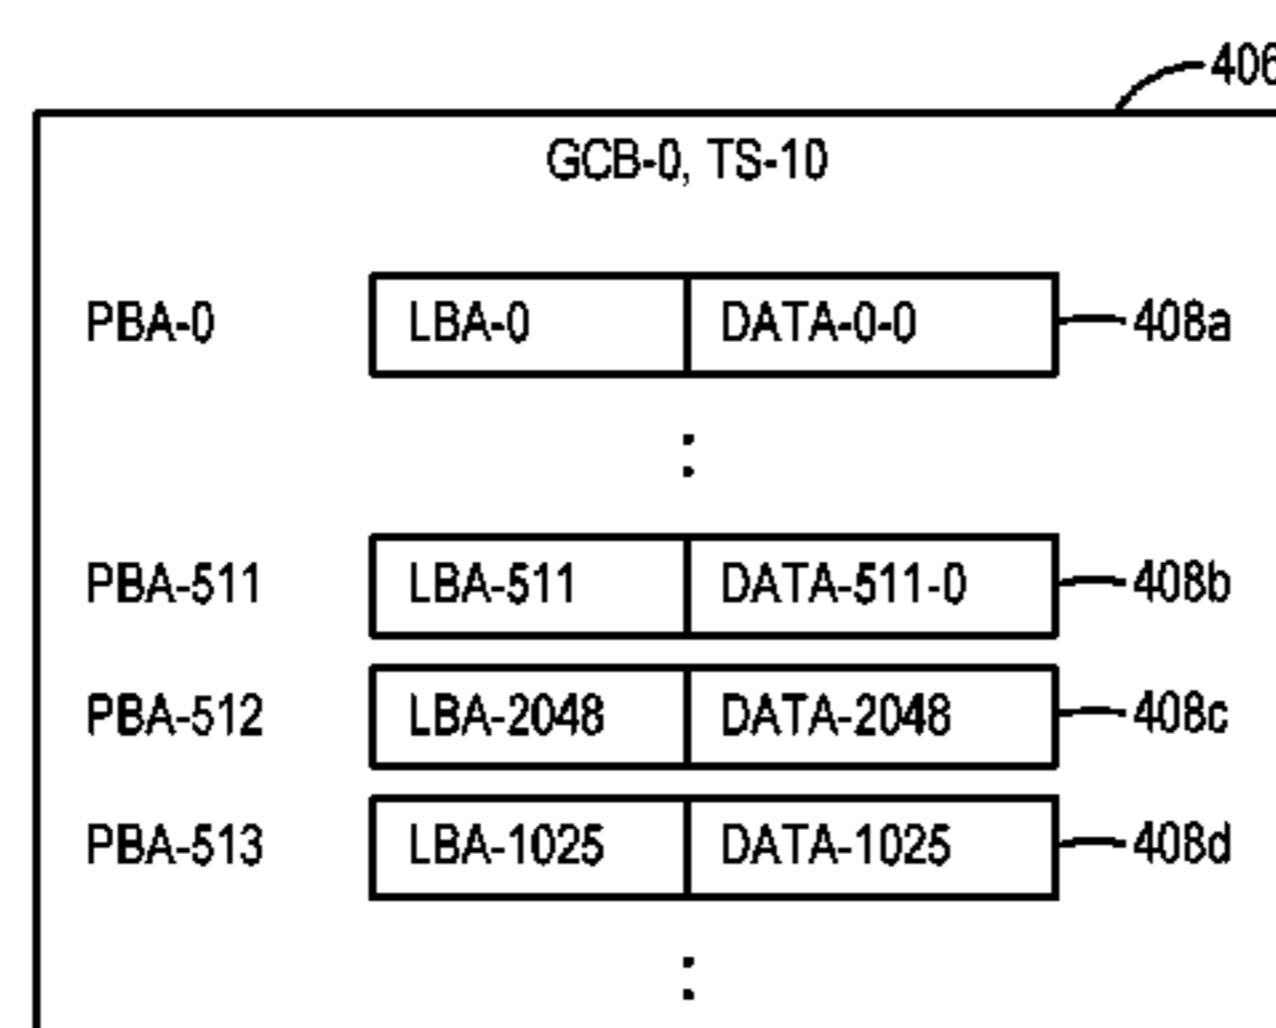 406
GCB-0, TS-10
PBA-0 LBA-0 DATA-0-0 408a
:
PBA-511 LBA-511 DATA-511-0 408b
PBA-512 LBA-2048 DATA-2048 408c
PBA-513 LBA-1025 DATA-1025 408d
: